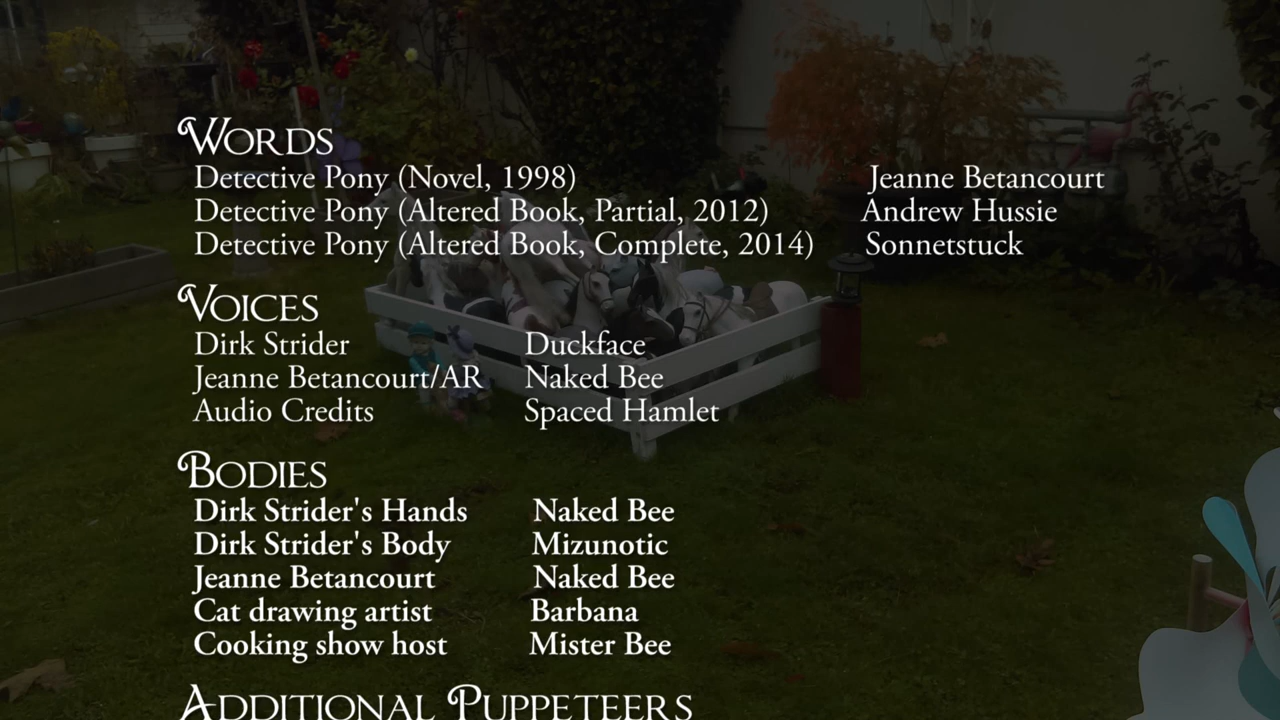 Words
Detective Pony (Novel, 1998) Jeanne Betancourt
Detective Pony (Altered Book, Partial, 2012) Andrew Hussie
Detective Pony (Altered Book, Complete, 2014) Sonnetstuck
Voices
Dirk Strider Duckface
Jeanne Betancourt/AR Naked Bee
Audio Credits Spaced Hamlet
Bodies
Dirk Strider's Hands Naked Bee
Dirk Strider's Body Mizunotic
Jeanne Betancourt Naked Bee
Cat drawing artist Barbana
Cooking show host Mister Bee
Additional Puppeteers